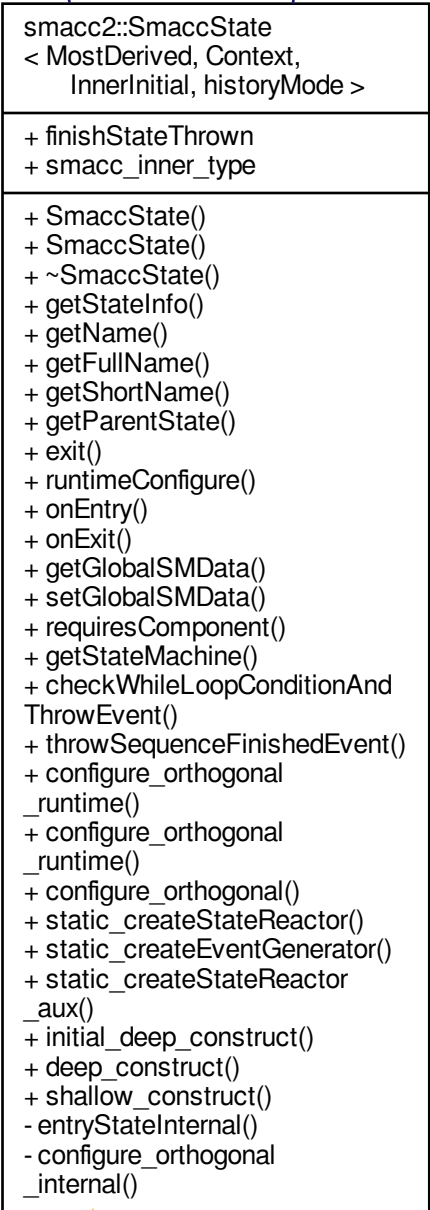 smacc2::SmaccState
< MostDerived, Context,
InnerInitial, historyMode >
+ finishStateThrown
+ smacc_inner_type
+ SmaccState()
+ SmaccState()
+ ~SmaccState()
+ getStateInfo()
+ getName()
+ getFullName()
+ getShortName()
+ getParentState()
+ exit()
+ runtimeConfigure()
+ onEntry()
+ onExit()
+ getGlobalSMData()
+ setGlobalSMData()
+ requiresComponent()
+ getStateMachine()
+ checkWhileLoopConditionAnd
ThrowEvent()
+ throwSequenceFinishedEvent()
+ configure_orthogonal
_runtime()
+ configure_orthogonal
_runtime()
+ configure_orthogonal()
+ static_createStateReactor()
+ static_createEventGenerator()
+ static_createStateReactor
_aux()
+ initial_deep_construct()
+ deep_construct()
+ shallow_construct()
- entryStateInternal()
- configure_orthogonal
_internal()